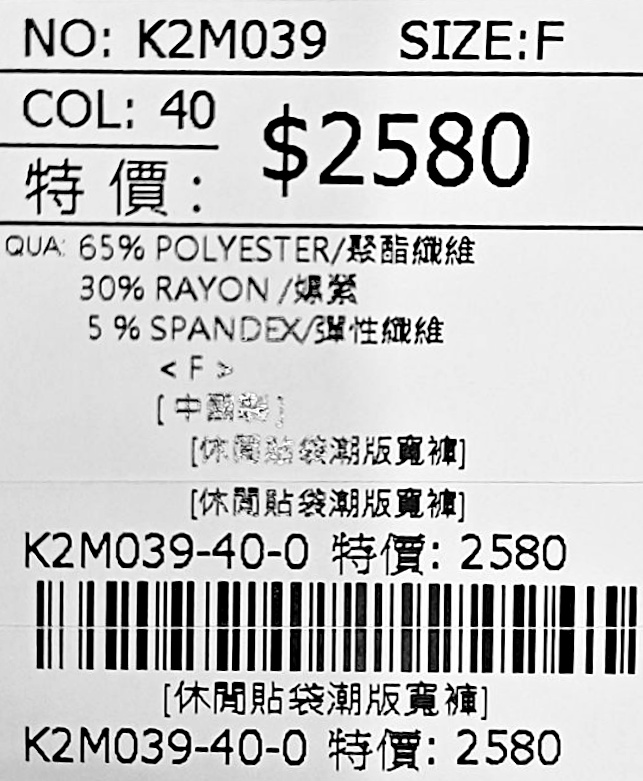 NO: K2M039 SIZE:F
COL: 40
$2580
特價:
QUA: 65% POLYESTER/聚酯纖維
30% RAYON /嫘縈
5 % SPANDEX/彈性纖維
< F >
[中國製]
[休閒貼袋潮版寬褲]
[休閒貼袋潮版寬褲]
K2M039-40-0 特價: 2580
[休閒貼袋潮版寬褲]
K2M039-40-0 特價: 2580